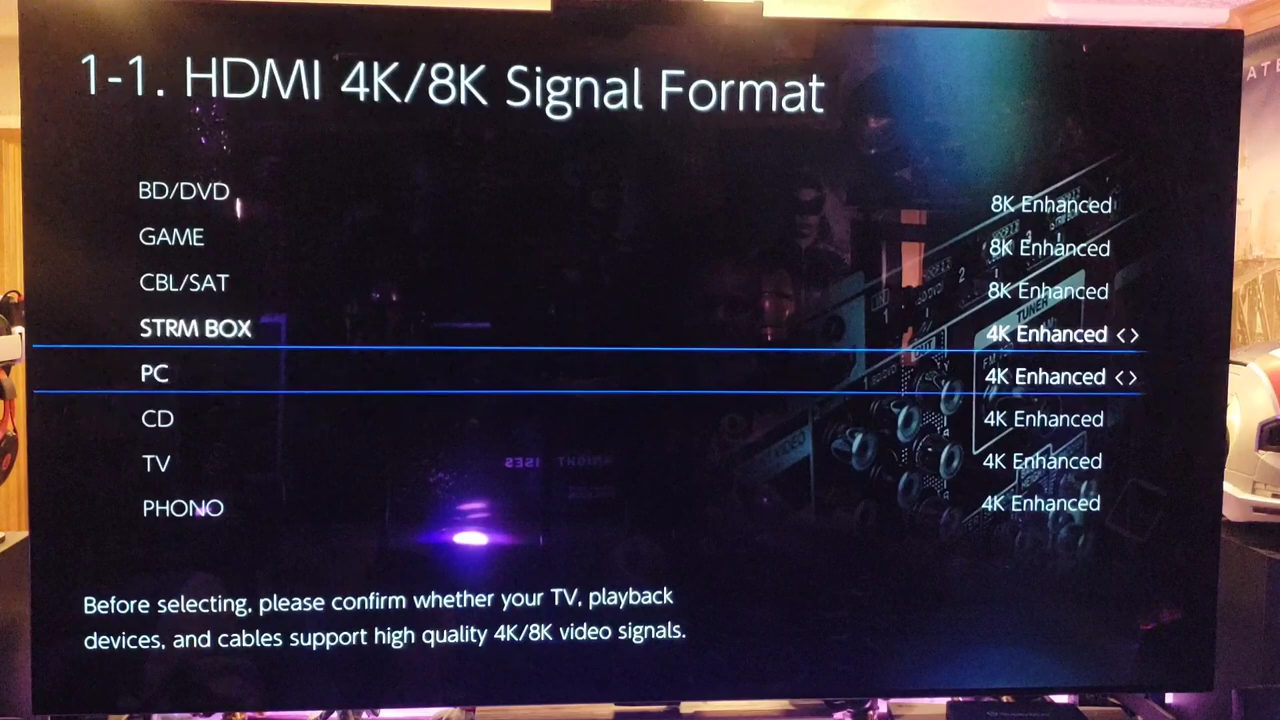 1-1. HDMI 4K/8K Signal Format
BD/DVD 8K Enhanced
GAME 8K Enhanced
CBL/SAT 8K Enhanced
STRM BOX 4K Enhanced < >
PC 4K Enhanced < >
CD 4K Enhanced
TV 4K Enhanced
PHONO 4K Enhanced
TUNER
Before selecting, please confirm whether your TV, playback
devices, and cables support high quality 4K/8K video signals.